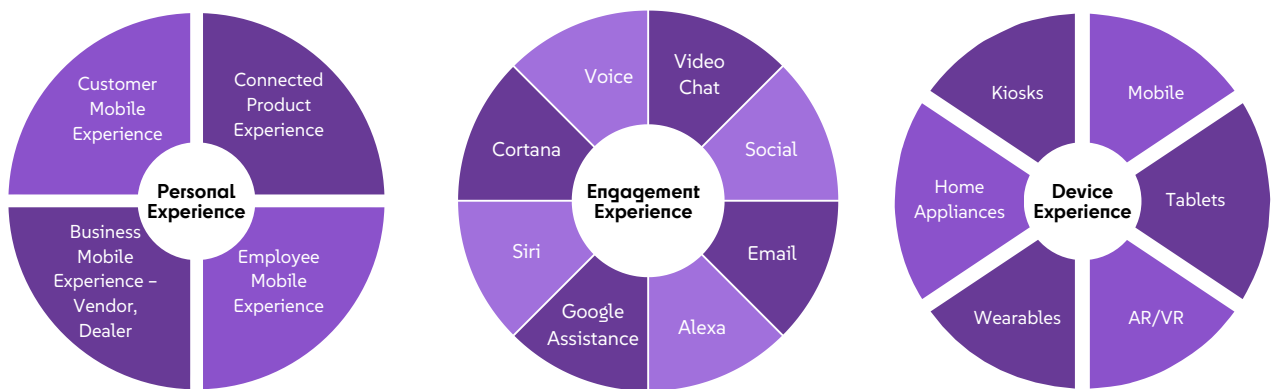 Customer
Mobile
Experience
Connected
Product
Experience
Personal
Experience
Business
Mobile
Experience –
Vendor,
Dealer
Employee
Mobile
Experience
Voice
Video
Chat
Cortana
Social
Engagement
Experience
Siri
Email
Google
Assistance
Alexa
Kiosks
Mobile
Home
Appliances
Device
Experience
Tablets
Wearables
AR/VR